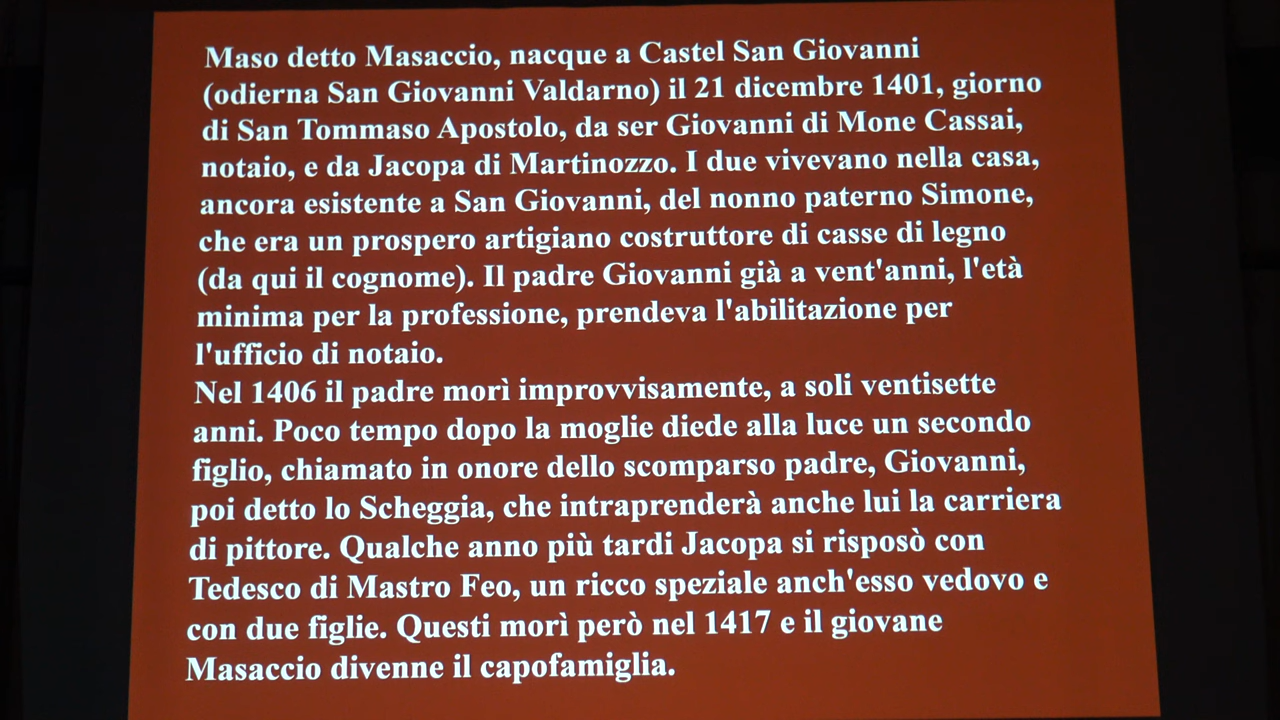 Maso detto Masaccio, nacque a Castel San Giovanni
(odierna San Giovanni Valdarno) il 21 dicembre 1401, giorno
di San Tommaso Apostolo, da ser Giovanni di Mone Cassai,
notaio, e da Jacopa di Martinozzo. I due vivevano nella casa,
ancora esistente a San Giovanni, del nonno paterno Simone,
che era un prospero artigiano costruttore di casse di legno
(da qui il cognome). Il padre Giovanni già a vent'anni, l'età
minima per la professione, prendeva l'abilitazione per
l'ufficio di notaio.
Nel 1406 il padre morì improvvisamente, a soli ventisette
anni. Poco tempo dopo la moglie diede alla luce un secondo
figlio, chiamato in onore dello scomparso padre, Giovanni,
poi detto lo Scheggia, che intraprenderà anche lui la carriera
di pittore. Qualche anno più tardi Jacopa si risposò con
Tedesco di Mastro Feo, un ricco speziale anch'esso vedovo e
con due figlie. Questi morì però nel 1417 e il giovane
Masaccio divenne il capofamiglia.